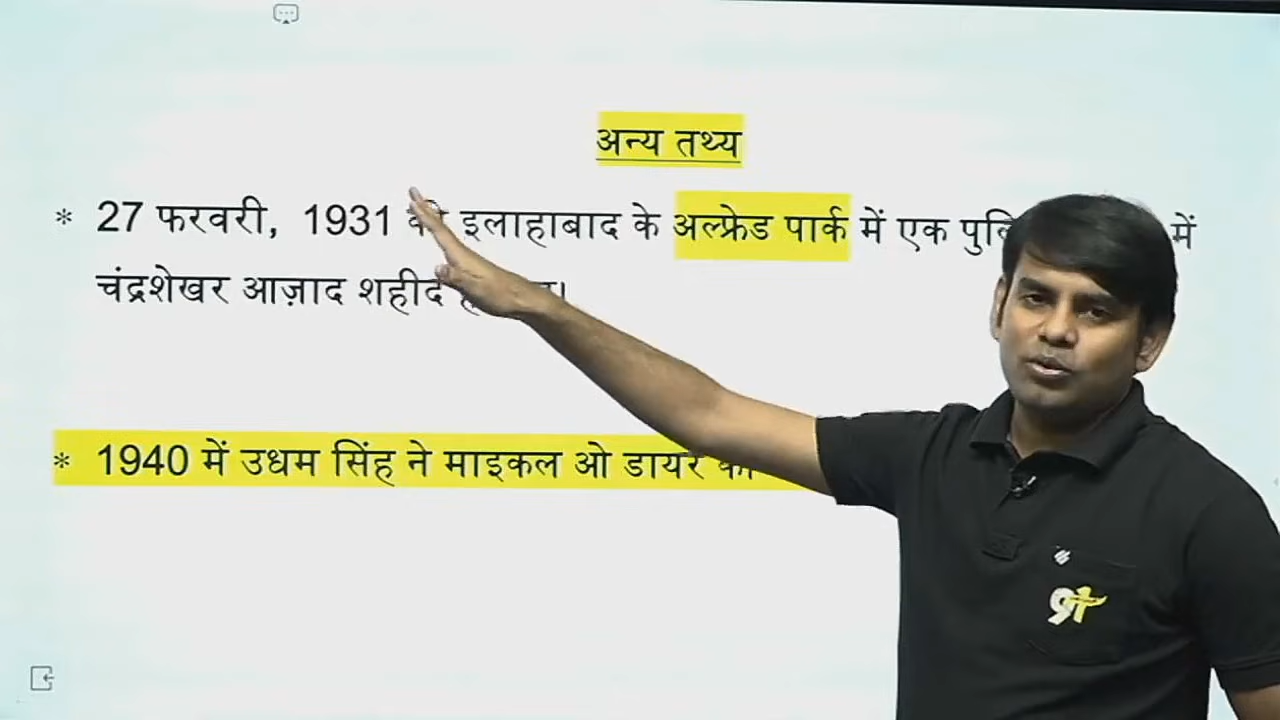 अन्य तथ्य
* 27 फरवरी, 1931 इलाहाबाद के अल्फ्रेड पार्क में एक में
चंद्रशेखर आज़ाद शहीद
* 1940 में उधम सिंह ने माइकल ओ डायर